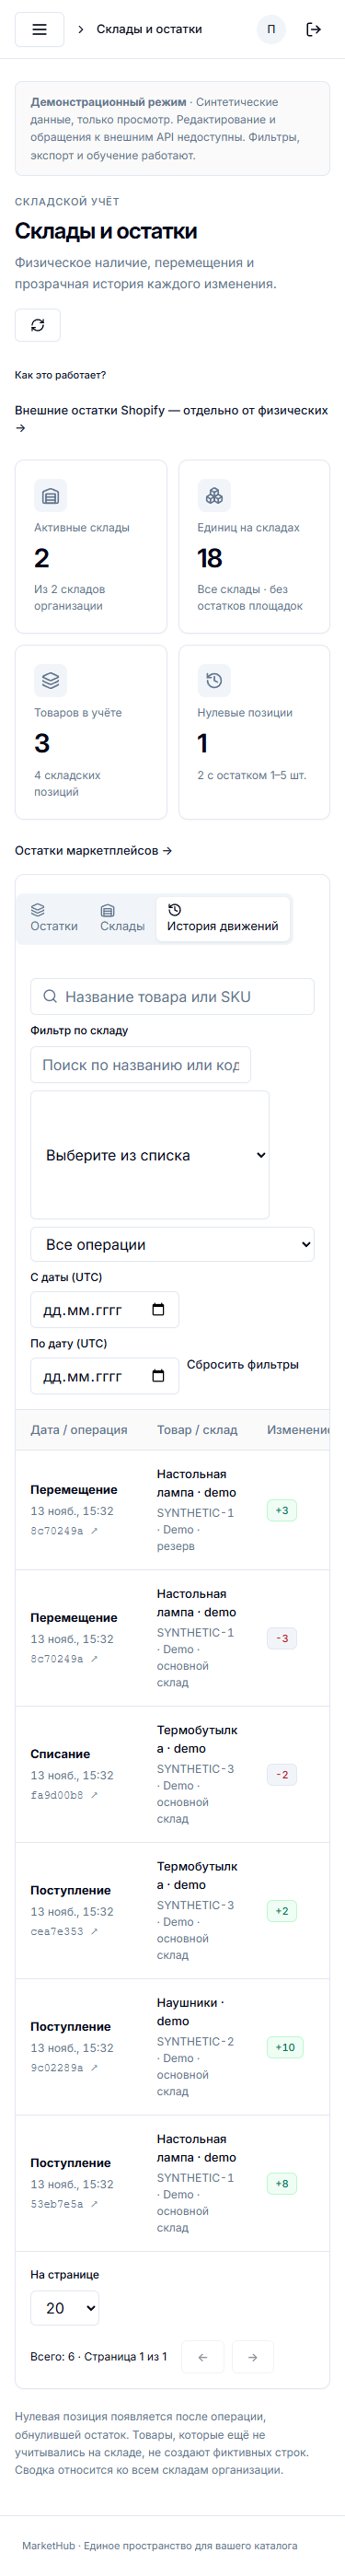 Склады и остатки
П
Демонстрационный режим · Синтетические
данные, только просмотр. Редактирование и
обращения к внешним API недоступны. Фильтры,
экспорт и обучение работают.
СКЛАДСКОЙ УЧЁТ
Склады и остатки
Физическое наличие, перемещения и
прозрачная история каждого изменения.
Как это работает?
Внешние остатки Shopify — отдельно от физических
→
Активные склады
2
Из 2 складов
организации
Единиц на складах
18
Все склады · без
остатков площадок
Товаров в учёте
3
4 складских
позиций
Нулевые позиции
1
2 с остатком 1–5 шт.
Остатки маркетплейсов →
Остатки
Склады
История движений
Название товара или SKU
Фильтр по складу
Поиск по названию или код
Выберите из списка
Все операции
С даты (UTC)
дд.мм.гггг
По дату (UTC)
дд.мм.гггг
Сбросить фильтры
Дата / операция
Товар / склад
Изменение
Перемещение
13 нояб., 15:32
8c70249a ↗
Настольная
лампа · demo
SYNTHETIC-1
· Demo ·
резерв
+3
Перемещение
13 нояб., 15:32
8c70249a ↗
Настольная
лампа · demo
SYNTHETIC-1
· Demo ·
основной
склад
-3
Списание
13 нояб., 15:32
fa9d00b8 ↗
Термобутылк
а · demo
SYNTHETIC-3
· Demo ·
основной
склад
-2
Поступление
13 нояб., 15:32
cea7e353 ↗
Термобутылк
а · demo
SYNTHETIC-3
· Demo ·
основной
склад
+2
Поступление
13 нояб., 15:32
9c02289a ↗
Наушники ·
demo
SYNTHETIC-2
· Demo ·
основной
склад
+10
Поступление
13 нояб., 15:32
53eb7e5a ↗
Настольная
лампа · demo
SYNTHETIC-1
· Demo ·
основной
склад
+8
На странице
20
Всего: 6 · Страница 1 из 1
←
→
Нулевая позиция появляется после операции,
обнулившей остаток. Товары, которые ещё не
учитывались на складе, не создают фиктивных строк.
Сводка относится ко всем складам организации.
MarketHub · Единое пространство для вашего каталога